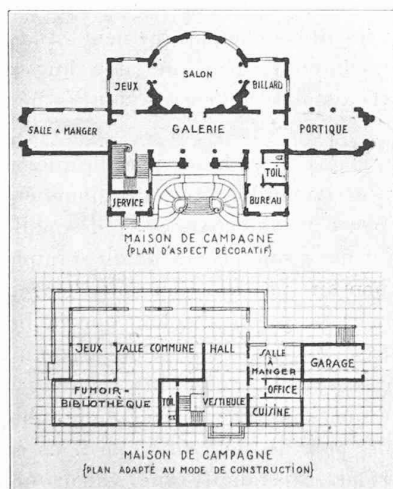 SALON
JEUX
BILLARD
SALLE A MANGER
GALERIE
PORTIQUE
TOIL.
SERVICE
BUREAU
MAISON DE CAMPAGNE
{PLAN D'ASPECT DÉCORATIF}
JEUX
SALLE COMMUNE
HALL
SALLE
À
MANGER
GARAGE
FUMOIR-
BIBLIOTHÈQUE
TOIL.
VESTIBULE
OFFICE
CUISINE
MAISON DE CAMPAGNE
{PLAN ADAPTÉ AU MODE DE CONSTRUCTION}